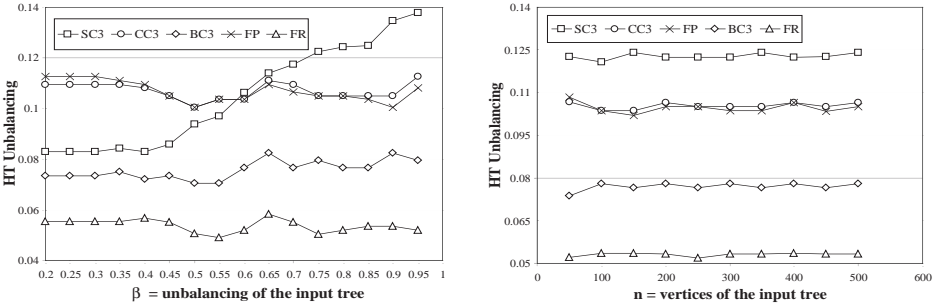 0.14
SC3 CC3 BC3 FP FR
0.12
0.1
0.08
0.06
0.04
HT Unbalancing
0.2 0.25 0.3 0.35 0.4 0.45 0.5 0.55 0.6 0.65 0.7 0.75 0.8 0.85 0.9 0.95 1
β = unbalancing of the input tree
0.14
SC3 CC3 BC3 FP FR
0.125
0.11
0.095
0.08
0.065
0.05
HT Unbalancing
0 100 200 300 400 500 600
n = vertices of the input tree